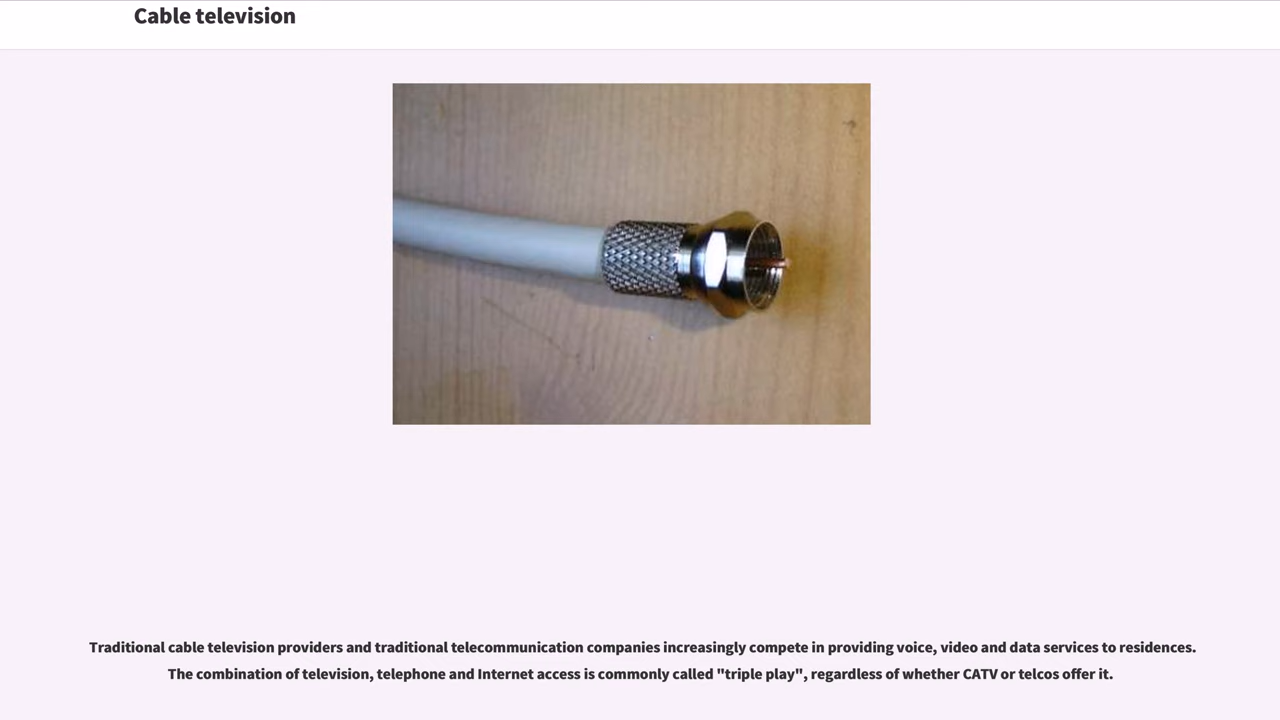 Cable television
Traditional cable television providers and traditional telecommunication companies increasingly compete in providing voice, video and data services to residences.
The combination of television, telephone and Internet access is commonly called "triple play", regardless of whether CATV or telcos offer it.